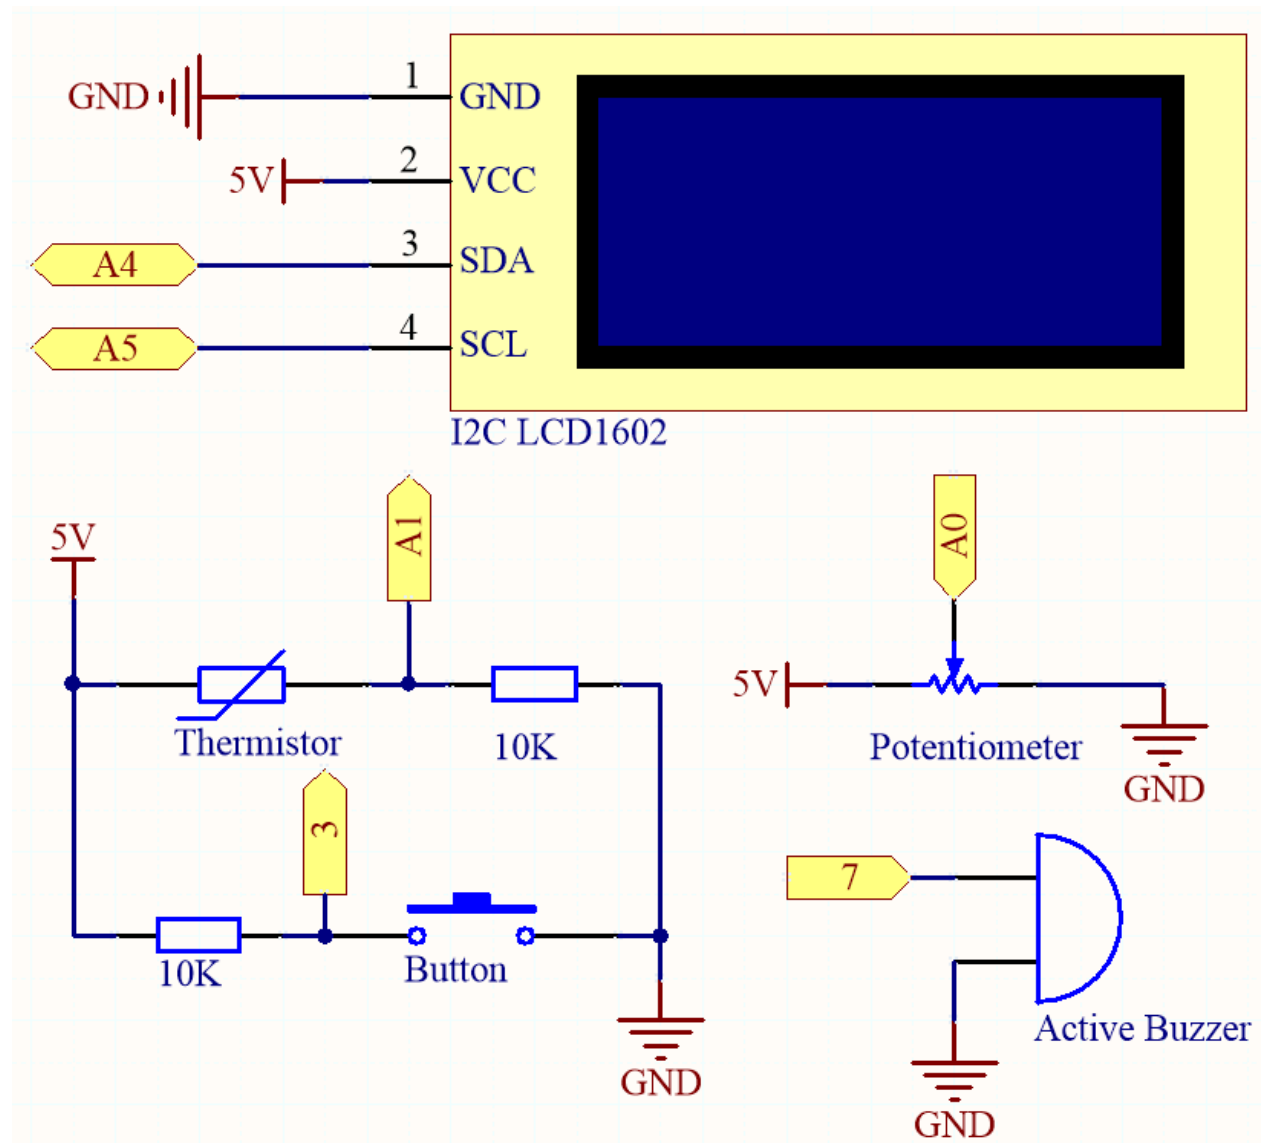 GND
1
GND
5V
2
VCC
A4
3
SDA
A5
4
SCL
I2C LCD1602
5V
A1
A0
Thermistor
10K
5V
Potentiometer
GND
3
7
10K
Button
GND
Active Buzzer
GND